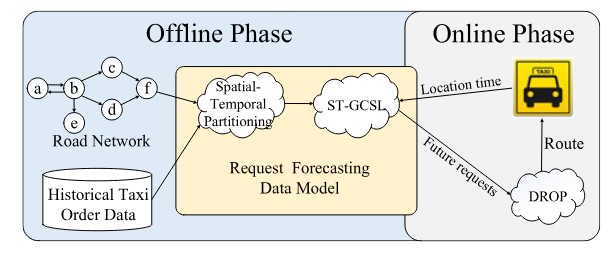 Offline Phase
Online Phase
a
b
c
d
e
f
Road Network
Historical Taxi
Order Data
Spatial-
Temporal
Partitioning
ST-GCSL
Request Forecasting
Data Model
Location time
Future requests
TAXI
Route
DROP